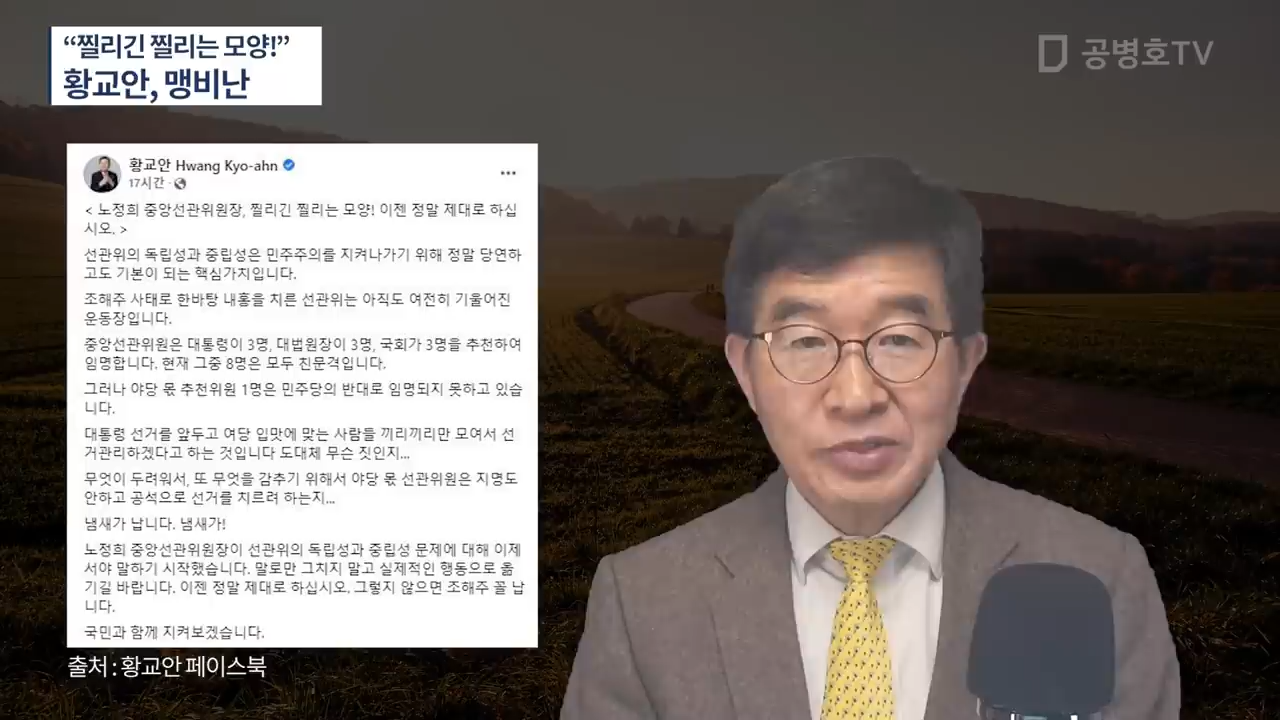 “찔리긴 찔리는 모양!”
황교안, 맹비난
공병호TV
황교안 Hwang Kyo-ahn
17시간
< 노정희 중앙선관위원장, 찔리긴 찔리는 모양! 이젠 정말 제대로 하십
시오. >
선관위의 독립성과 중립성은 민주주의를 지켜나가기 위해 정말 당연하
고도 기본이 되는 핵심가치입니다.
조해주 사태로 한바탕 내홍을 치른 선관위는 아직도 여전히 기울어진
운동장입니다.
중앙선관위원은 대통령이 3명, 대법원장이 3명, 국회가 3명을 추천하여
임명합니다. 현재 그중 8명은 모두 친문격입니다.
그러나 야당 몫 추천위원 1명은 민주당의 반대로 임명되지 못하고 있습
니다.
대통령 선거를 앞두고 여당 입맛에 맞는 사람들 끼리끼리만 모여서 선
거관리하겠다고 하는 것입니다 도대체 무슨 짓인지...
무엇이 두려워서, 또 무엇을 감추기 위해서 야당 몫 선관위원은 지명도
안하고 공석으로 선거를 치르려 하는지...
냄새가 납니다. 냄새가!
노정희 중앙선관위원장이 선관위의 독립성과 중립성 문제에 대해 이제
서야 말하기 시작했습니다. 말로만 그치지 말고 실제적인 행동으로 옮
기길 바랍니다. 이젠 정말 제대로 하십시오. 그렇지 않으면 조해주 꼴 납
니다.
국민과 함께 지켜보겠습니다.
출처 : 황교안 페이스북